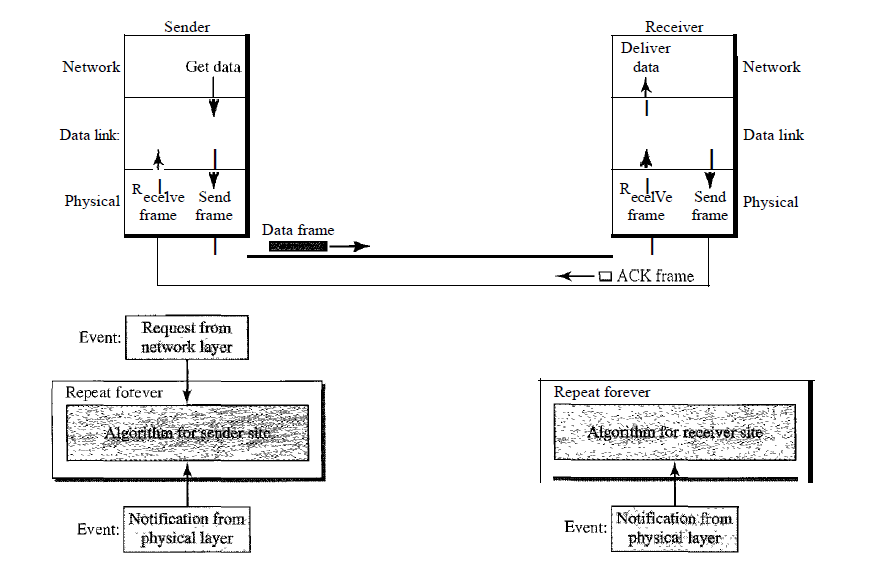 Sender
Receiver
Network
Get data
Deliver
data
Network
Data link:
Data link
Physical
Receive
frame
Send
frame
RecelVe
frame
Send
frame
Physical
Data frame
ACK frame
Event:
Request from
network layer
Repeat forever
Algorithm for sender site
Repeat forever
Algorithm for receiver site
Event:
Notification from
physical layer
Event:
Notification from
physical layer